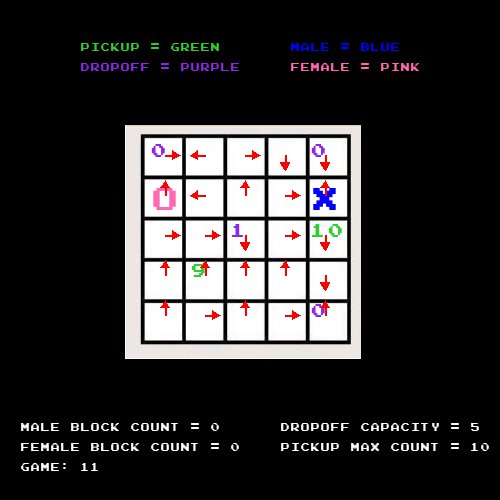 PICKUP = GREEN MALE = BLUE
DROPOFF = PURPLE FEMALE = PINK
0 0
0 X
1 10
9
0
MALE BLOCK COUNT = 0 DROPOFF CAPACITY = 5
FEMALE BLOCK COUNT = 0 PICKUP MAX COUNT = 10
GAME: 11